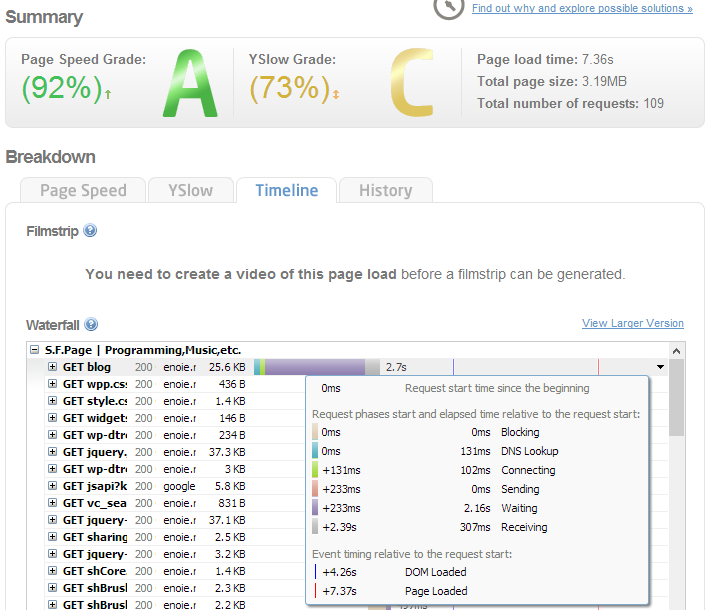 Summary
Find out why and explore possible solutions »
Page Speed Grade:
(92%)↑
A
YSlow Grade:
(73%)↕
C
Page load time: 7.36s
Total page size: 3.19MB
Total number of requests: 109
Breakdown
Page Speed YSlow Timeline History
Filmstrip ?
You need to create a video of this page load before a filmstrip can be generated.
Waterfall ? View Larger Version
S.F.Page | Programming,Music,etc.
GET blog 200 enoie.r 25.6 KB 2.7s
GET wpp.cs: 200 enoie.r 436 B
GET style.cs 200 enoie.r 1.4 KB
GET widgets 200 enoie.r 146 B
GET wp-dtre 200 enoie.r 234 B
GET jquery. 200 enoie.r 37.3 KB
GET wp-dtre 200 enoie.r 3 KB
GET jsapi?k 200 google 5.8 KB
GET vc_sea 200 enoie.r 831 B
GET jquery- 200 enoie.r 37.1 KB
GET sharing 200 enoie.r 2.5 KB
GET jquery- 200 enoie.r 3.2 KB
GET shCore. 200 enoie.r 1.4 KB
GET shBrush 200 enoie.r 2.3 KB
GET shBrush 200 enoie.r 2.2 KB
0ms Request start time since the beginning
Request phases start and elapsed time relative to the request start:
0ms 0ms Blocking
0ms 131ms DNS Lookup
+131ms 102ms Connecting
+233ms 0ms Sending
+233ms 2.16s Waiting
+2.39s 307ms Receiving
Event timing relative to the request start:
+4.26s DOM Loaded
+7.37s Page Loaded